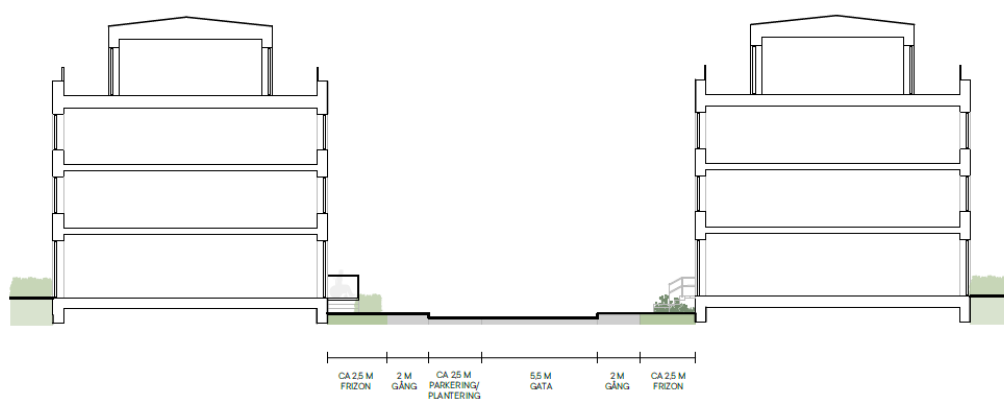 CA 2,5 M
FRIZON
2 M
GÅNG
CA 2,5 M
PARKERING/
PLANTERING
5,5 M
GATA
2 M
GÅNG
CA 2,5 M
FRIZON